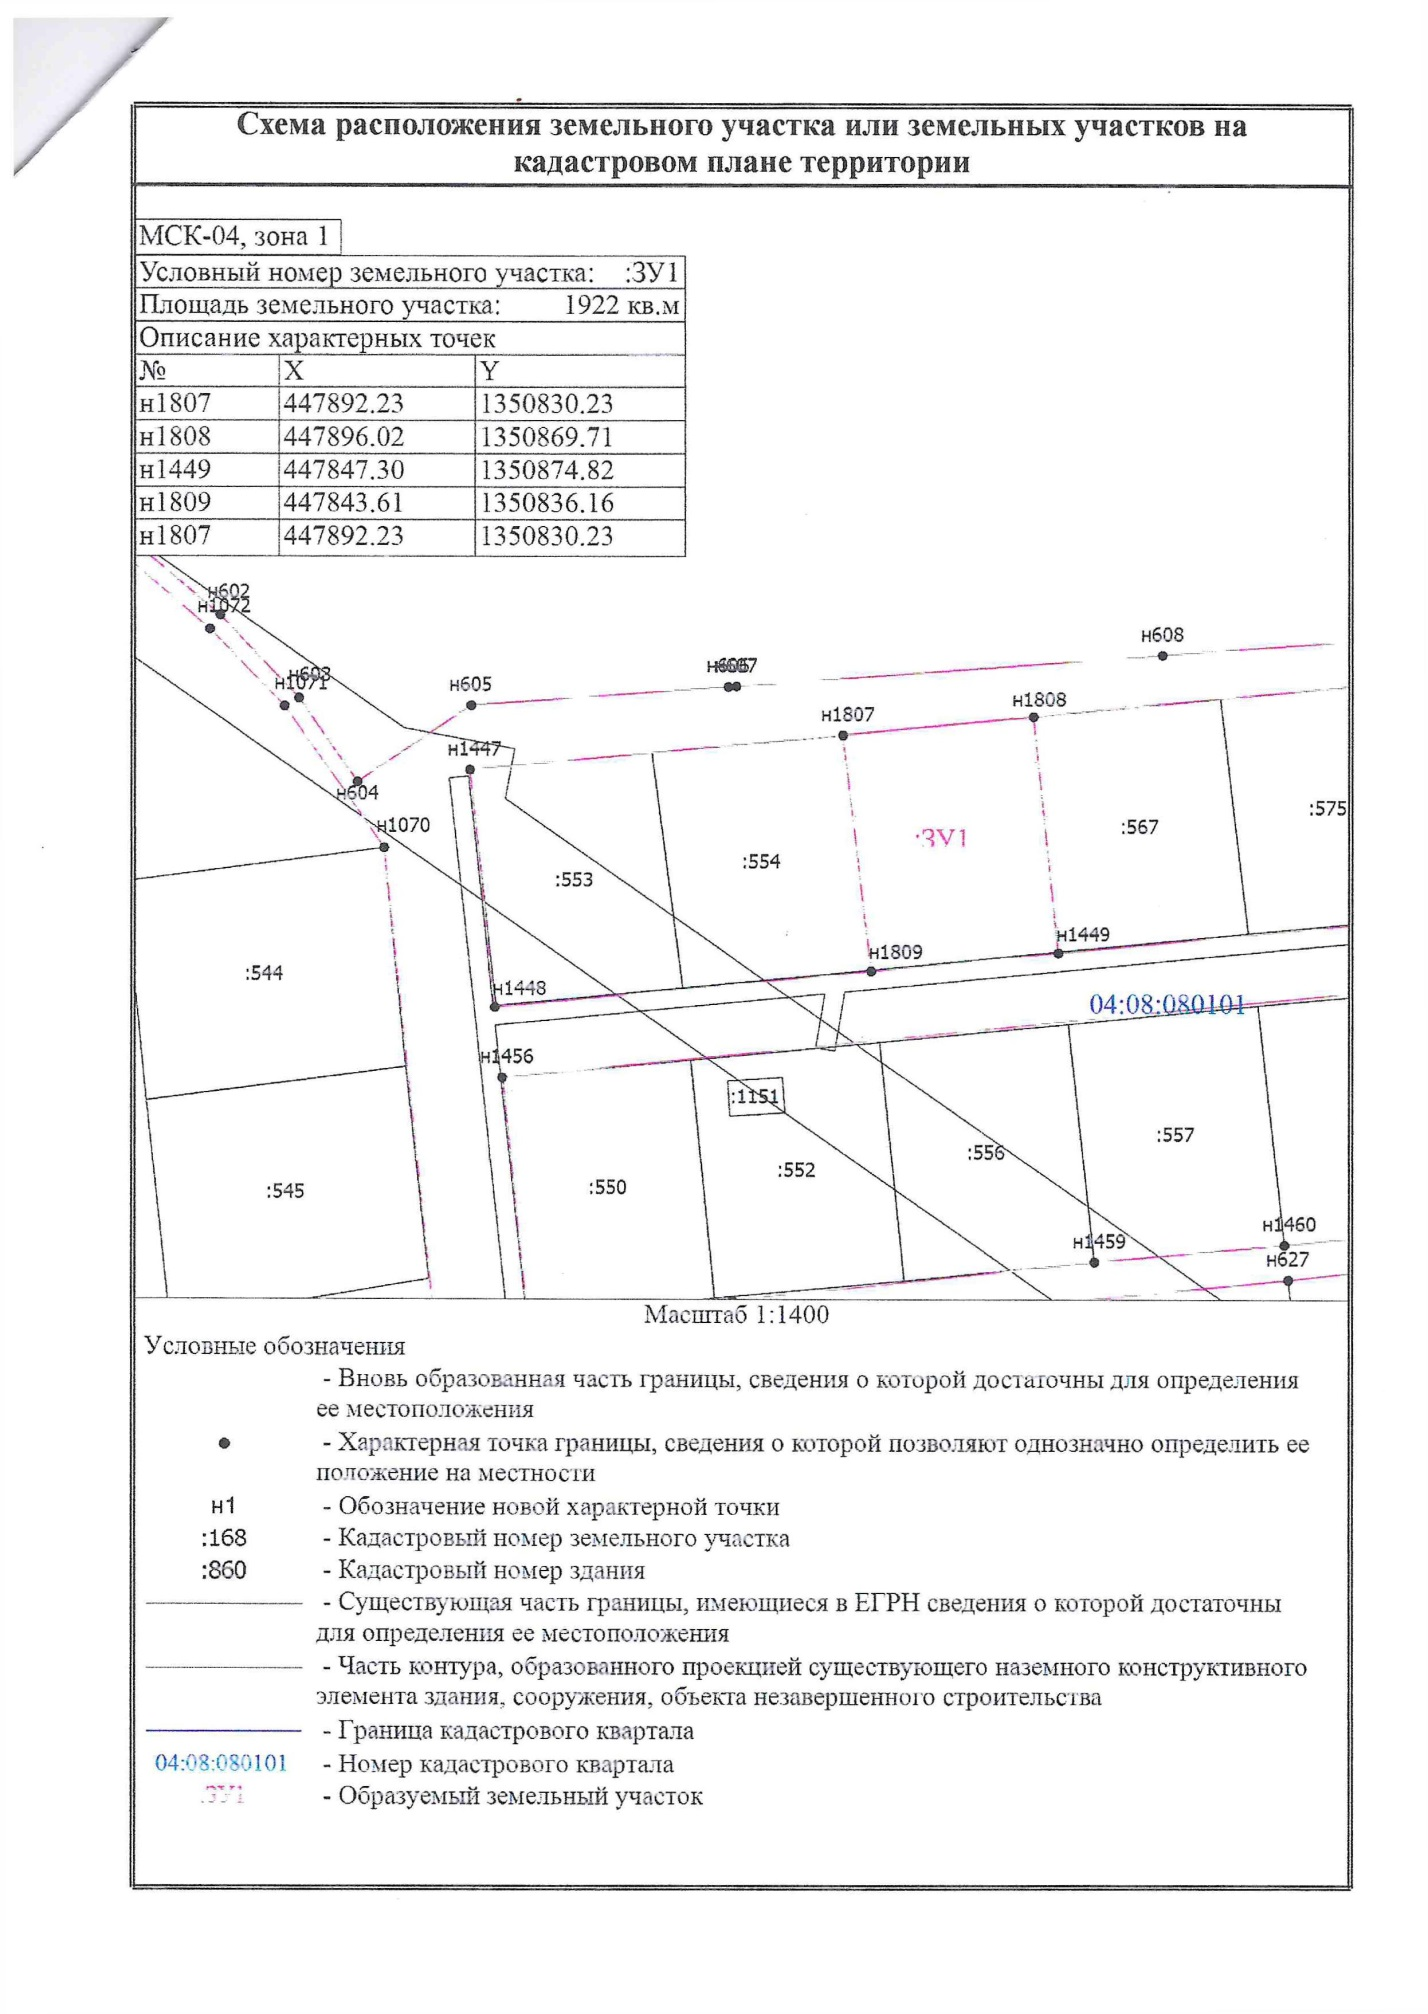 Схема расположения земельного участка или земельных участков на
кадастровом плане территории
МСК-04, зона 1
Условный номер земельного участка: :ЗУ1
Площадь земельного участка: 1922 кв.м
Описание характерных точек
№ X Y
н1807 447892.23 1350830.23
н1808 447896.02 1350869.71
н1449 447847.30 1350874.82
н1809 447843.61 1350836.16
н1807 447892.23 1350830.23
н602
н1072
н608
н603
н1071
н605
н1808
н1807
н1447
н604
:575
н1070
:567
:ЗУ1
:554
:553
н1449
н1809
:544
н1448
04:08:080101
н1456
:1151
:557
:556
:552
:550
:545
н1460
н1459
н627
Масштаб 1:1400
Условные обозначения
- Вновь образованная часть границы, сведения о которой достаточны для определения
ее местоположения
- Характерная точка границы, сведения о которой позволяют однозначно определить ее
положение на местности
н1 - Обозначение новой характерной точки
:168 - Кадастровый номер земельного участка
:860 - Кадастровый номер здания
- Существующая часть границы, имеющиеся в ЕГРН сведения о которой достаточны
для определения ее местоположения
- Часть контура, образованного проекцией существующего наземного конструктивного
элемента здания, сооружения, объекта незавершенного строительства
- Граница кадастрового квартала
04:08:080101 - Номер кадастрового квартала
:ЗУ1 - Образуемый земельный участок